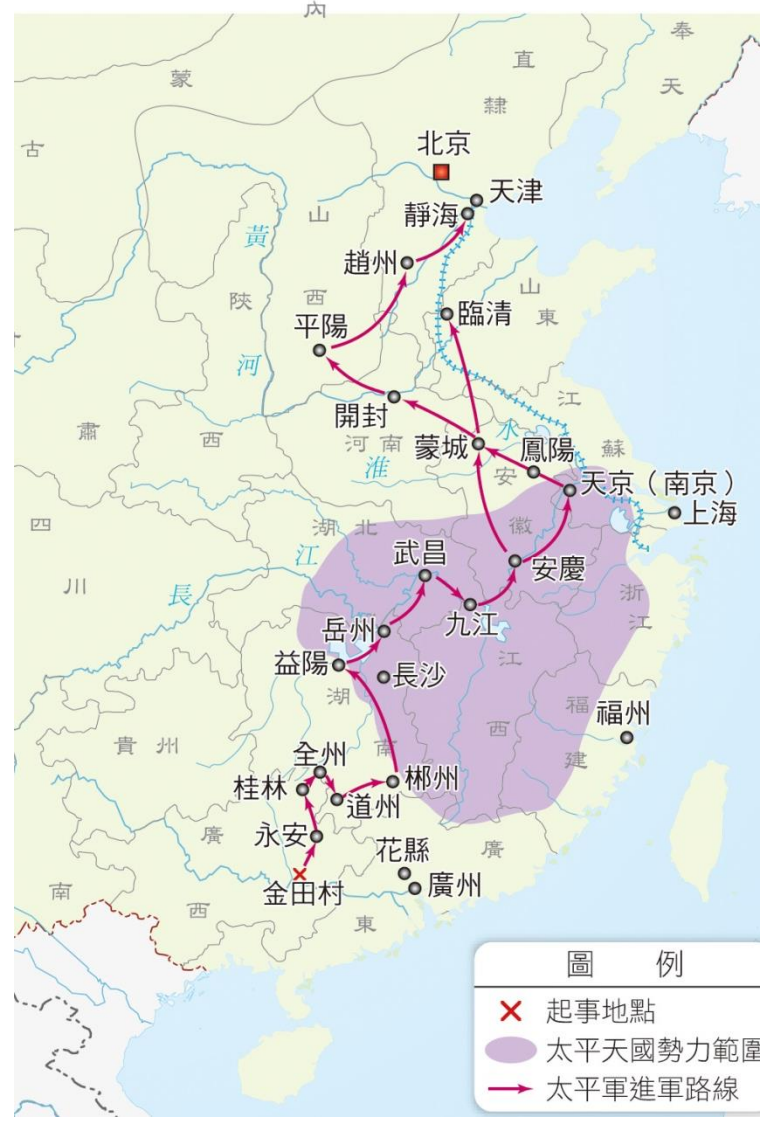 內
蒙
古
直
隸
奉
天
北京
天津
靜海
山
西
黃
河
趙州
陝
西
山
東
臨清
平陽
開封
河南
肅
江
蘇
蒙城
水
淮
鳳陽
安
徽
天京（南京）
上海
四
川
湖北
江
長
武昌
安慶
九江
浙
江
岳州
益陽
長沙
湖
南
江
西
福
建
福州
貴州
全州
桂林
道州
郴州
永安
廣
西
花縣
廣
東
廣州
金田村
南
圖例
起事地點
太平天國勢力範圍
太平軍進軍路線